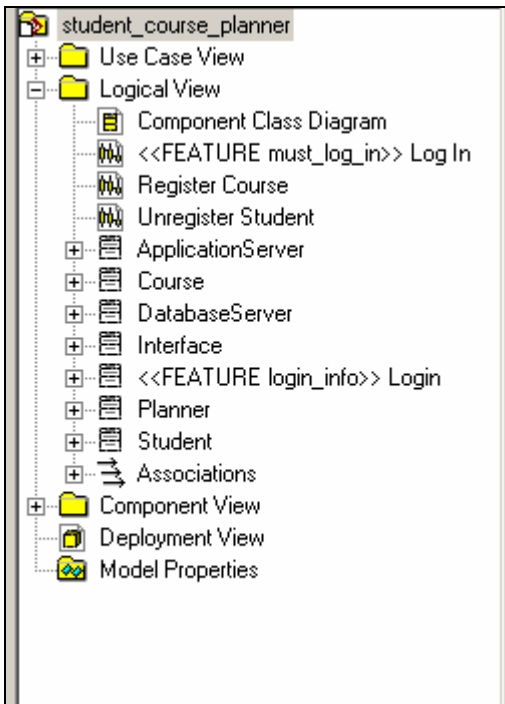 student_course_planner
Use Case View
Logical View
Component Class Diagram
<<FEATURE must_log_in>> Log In
Register Course
Unregister Student
ApplicationServer
Course
DatabaseServer
Interface
<<FEATURE login_info>> Login
Planner
Student
Associations
Component View
Deployment View
Model Properties